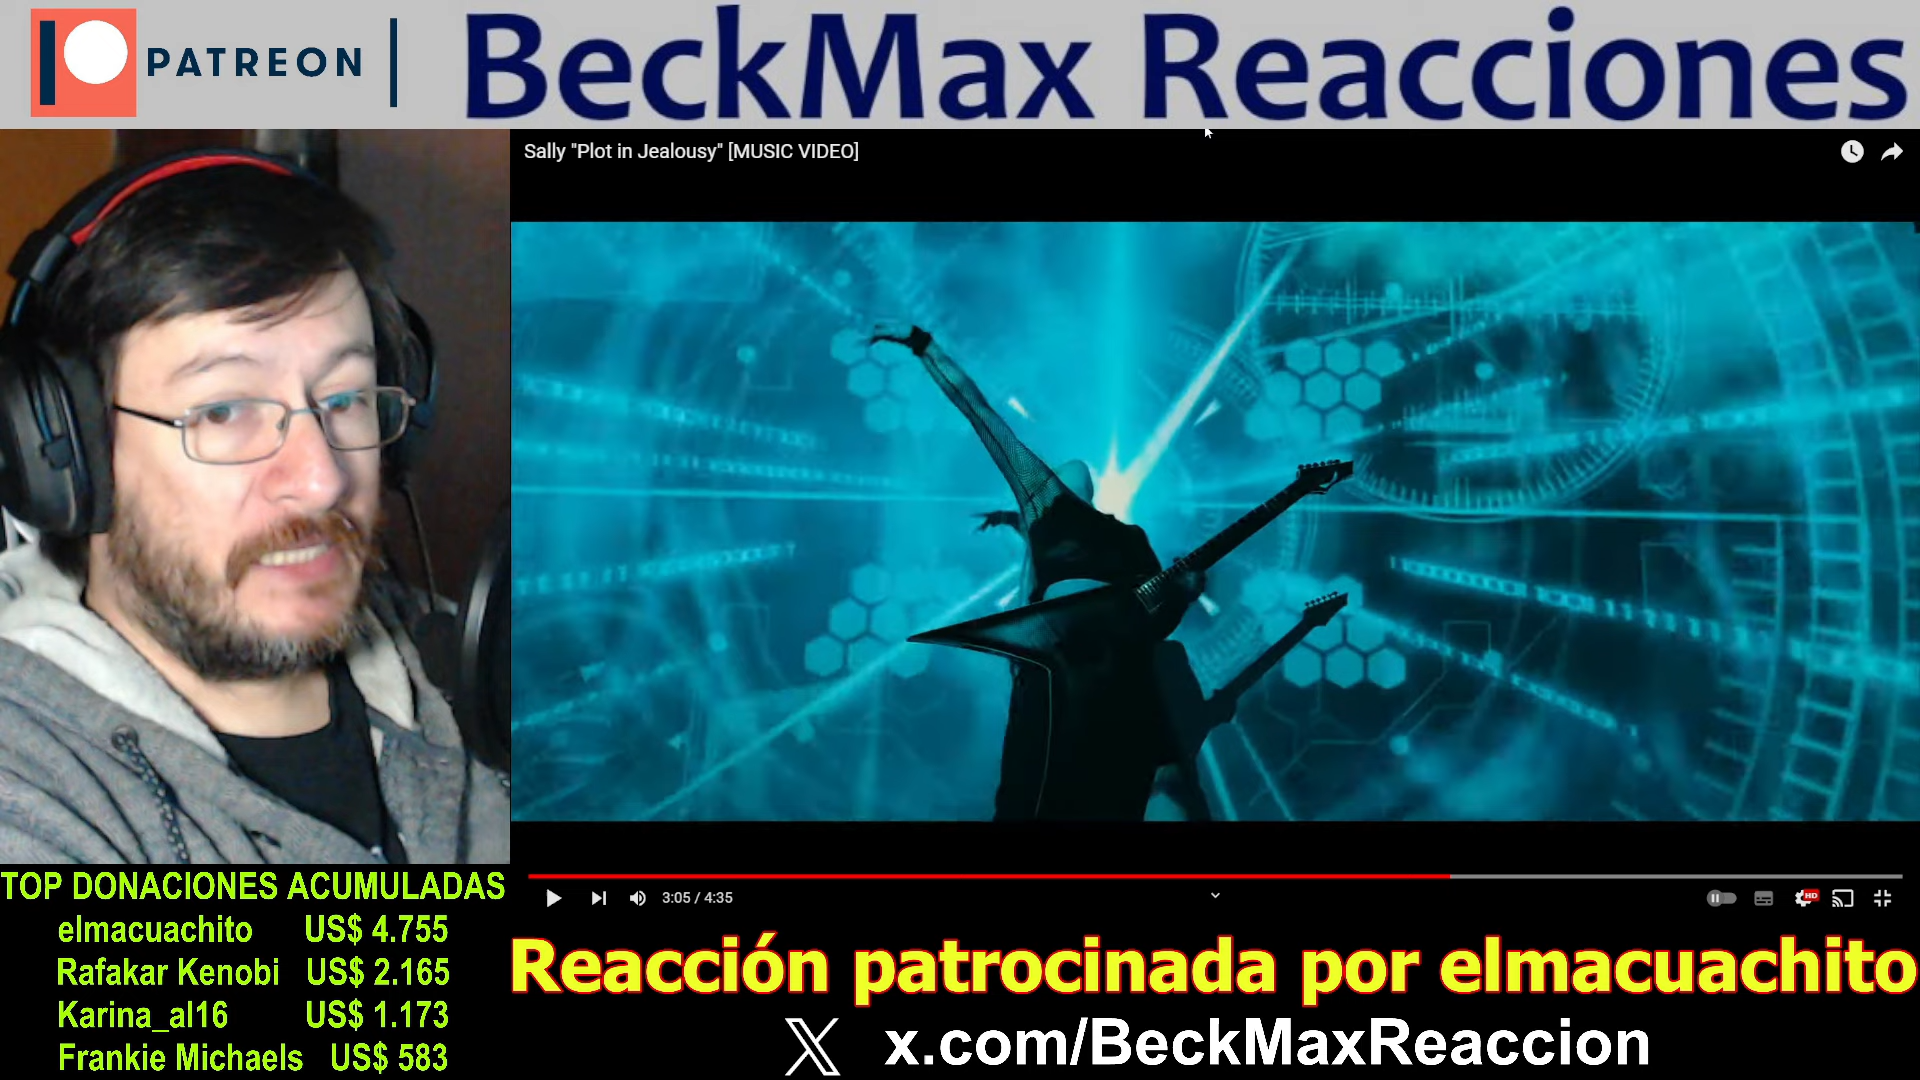 PATREON
BeckMax Reacciones
Sally "Plot in Jealousy" [MUSIC VIDEO]
3:05 / 4:35
HD
TOP DONACIONES ACUMULADAS
elmacuachito US$ 4.755
Rafakar Kenobi US$ 2.165
Karina_al16 US$ 1.173
Frankie Michaels US$ 583
Reacción patrocinada por elmacuachito
x.com/BeckMaxReaccion